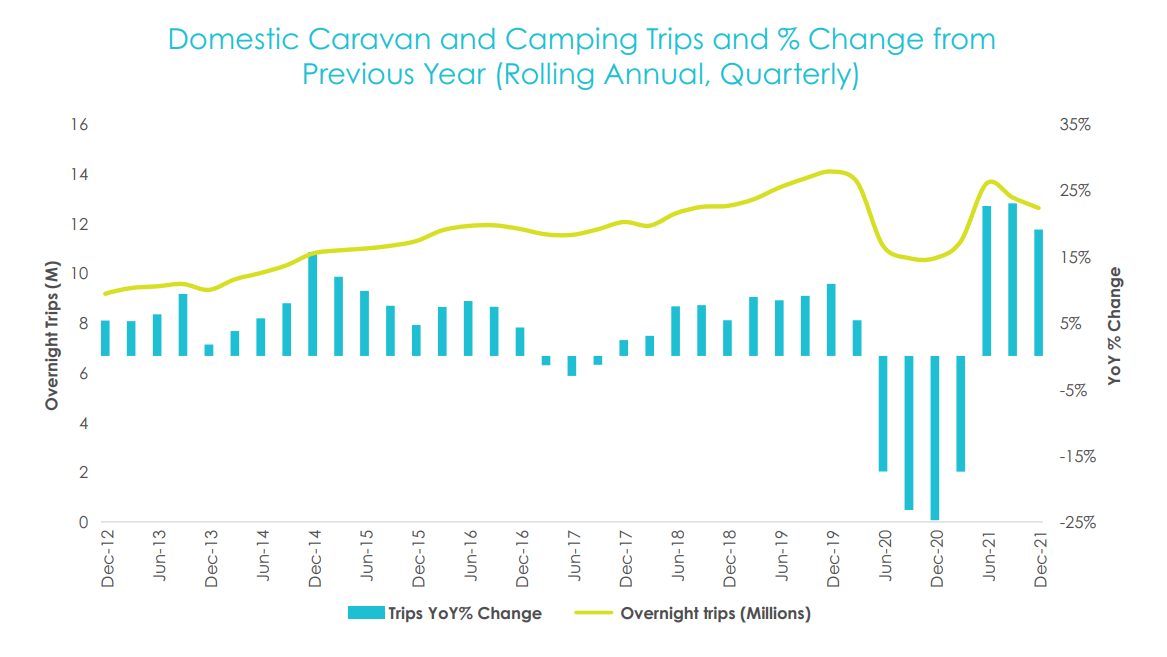 Domestic Caravan and Camping Trips and % Change from
Previous Year (Rolling Annual, Quarterly)
16
14
12
10
8
6
4
2
0
Overnight Trips (M)
35%
25%
15%
5%
-5%
-15%
-25%
YoY % Change
Dec-12
Jun-13
Dec-13
Jun-14
Dec-14
Jun-15
Dec-15
Jun-16
Dec-16
Jun-17
Dec-17
Jun-18
Dec-18
Jun-19
Dec-19
Jun-20
Dec-20
Jun-21
Dec-21
Trips YoY% Change
Overnight trips (Millions)